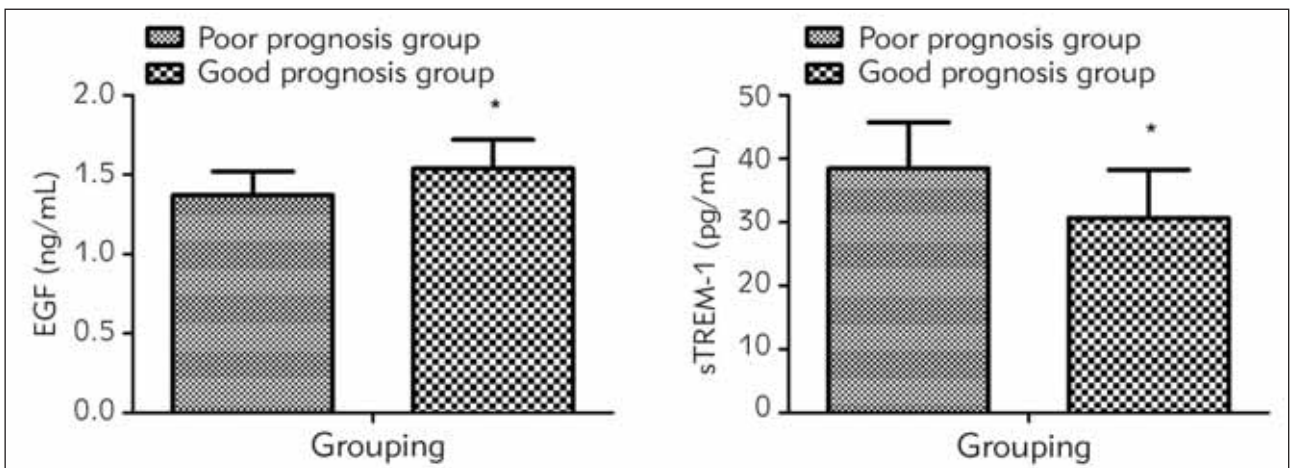 Poor prognosis group
Good prognosis group
2.0
1.5
1.0
0.5
0.0
EGF (ng/mL)
*
Grouping
Poor prognosis group
Good prognosis group
50
40
30
20
10
0
sTREM-1 (pg/mL)
*
Grouping